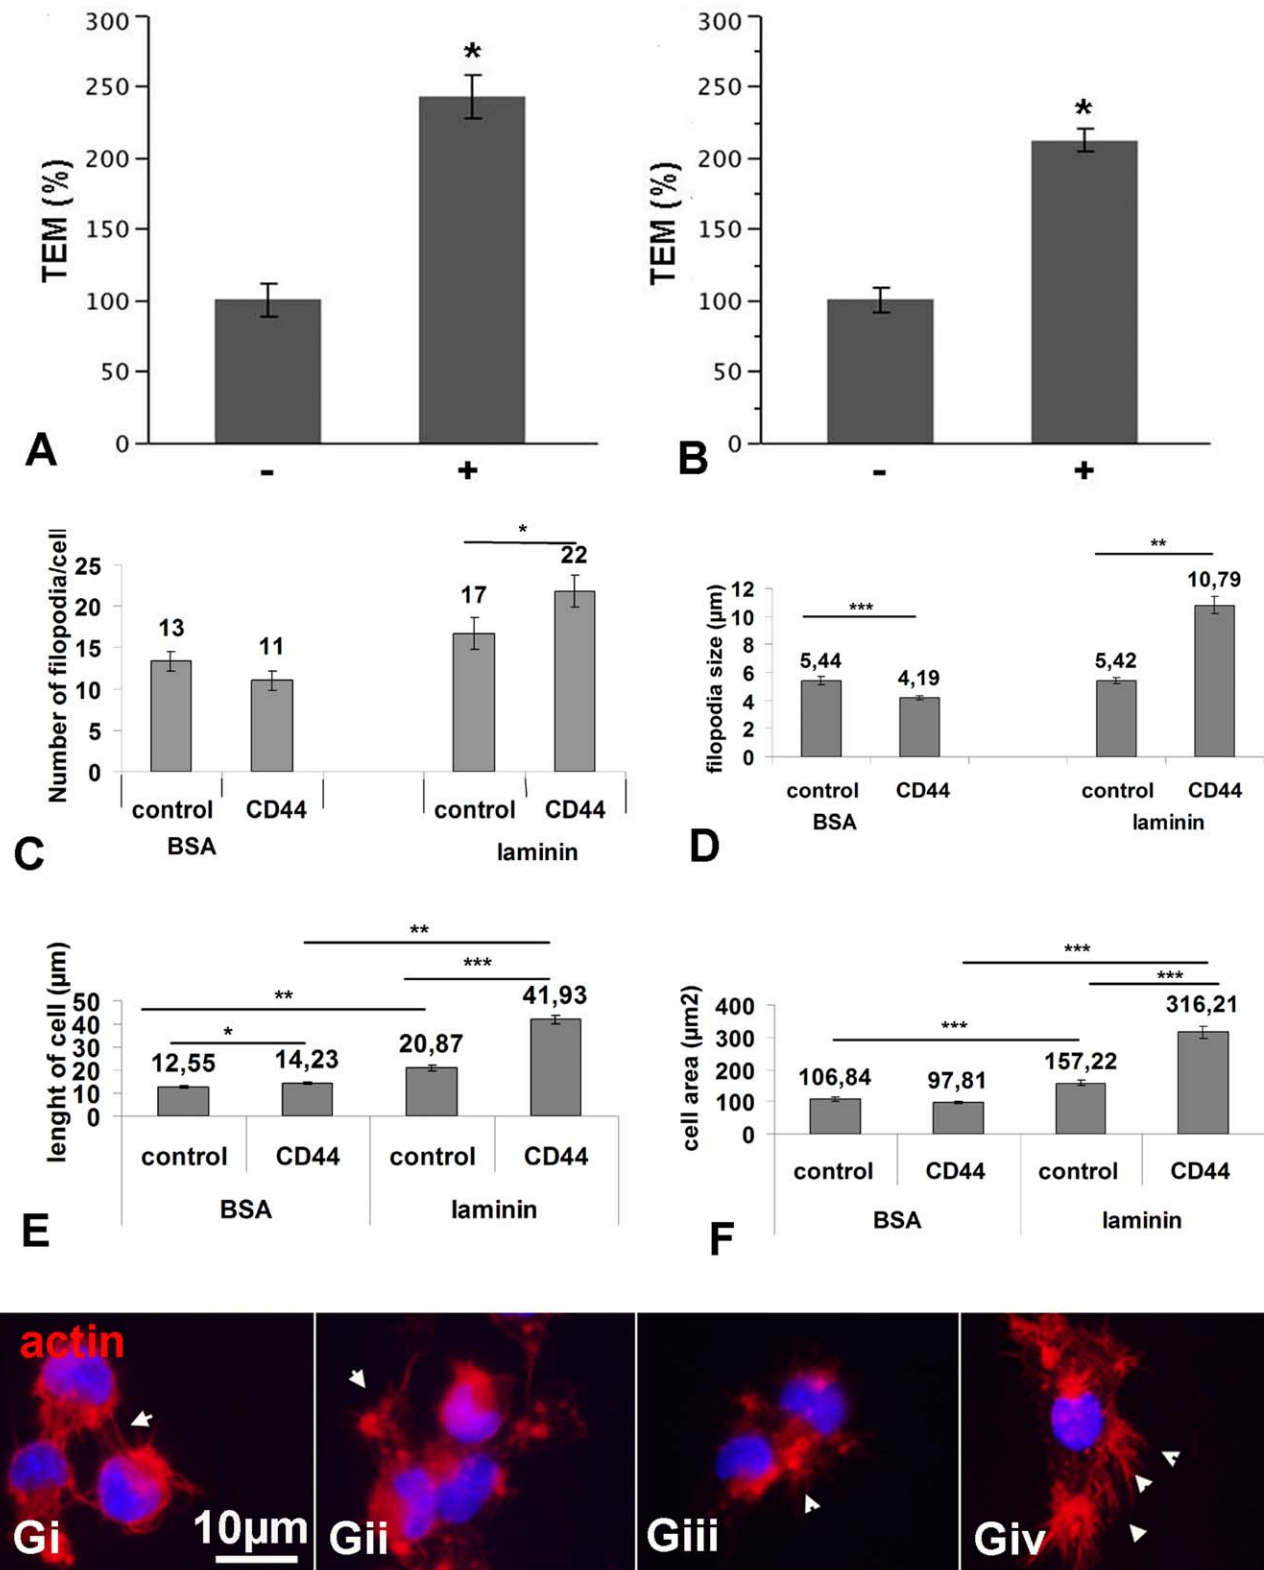 300
250
200
150
100
50
0
TEM (%)
*
- +
A
300
250
200
150
100
50
0
TEM (%)
*
- +
B
Number of filopodia/cell
25
20
15
10
5
0
13
11
17
22
*
control CD44 control CD44
BSA laminin
C
filopodia size (µm)
12
10
8
6
4
2
0
***
**
5,44
4,19
5,42
10,79
control CD44 control CD44
BSA laminin
D
lenght of cell (µm)
50
40
30
20
10
0
**
***
**
*
12,55
14,23
20,87
41,93
control CD44 control CD44
BSA laminin
E
cell area (µm2)
400
300
200
100
0
***
***
***
106,84
97,81
157,22
316,21
control CD44 control CD44
BSA laminin
F
actin
10µm
Gi Gii Giii Giv